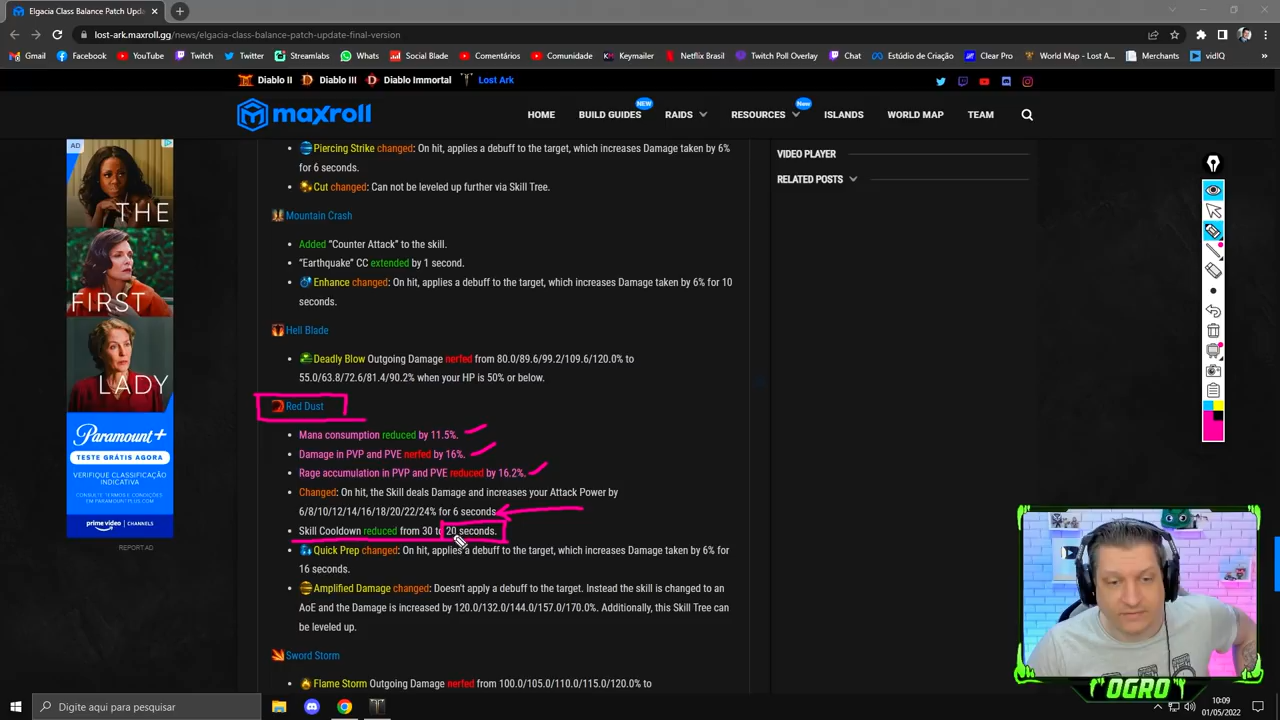 Elgacia Class Balance Patch Upda
lost-ark.maxroll.gg/news/elgacia-class-balance-patch-update-final-version
Gmail
Facebook
YouTube
Twitch
Twitter
Streamlabs
Whats
Social Blade
Comentários
Comunidade
Keymailer
Netflix Brasil
Twitch Poll Overlay
Chat
Estúdio de Criação
Clear Pro
World Map - Lost A...
Merchants
vidIQ
Diablo II
Diablo III
Diablo Immortal
Lost Ark
maxroll
HOME
BUILD GUIDES
NEW
RAIDS
RESOURCES
New
ISLANDS
WORLD MAP
TEAM
AD
THE
FIRST
LADY
Paramount+
TESTE GRÁTIS AGORA
VERIFIQUE CLASSIFICAÇÃO
INDICATIVA
prime video | CHANNELS
REPORT AD
Piercing Strike changed: On hit, applies a debuff to the target, which increases Damage taken by 6%
for 6 seconds.
Cut changed: Can not be leveled up further via Skill Tree.
Mountain Crash
Added “Counter Attack” to the skill.
“Earthquake” CC extended by 1 second.
Enhance changed: On hit, applies a debuff to the target, which increases Damage taken by 6% for 10
seconds.
Hell Blade
Deadly Blow Outgoing Damage nerfed from 80.0/89.6/99.2/109.6/120.0% to
55.0/63.8/72.6/81.4/90.2% when your HP is 50% or below.
Red Dust
Mana consumption reduced by 11.5%.
Damage in PVP and PVE nerfed by 16%.
Rage accumulation in PVP and PVE reduced by 16.2%.
Changed: On hit, the Skill deals Damage and increases your Attack Power by
6/8/10/12/14/16/18/20/22/24% for 6 seconds
Skill Cooldown reduced from 30 to 20 seconds.
Quick Prep changed: On hit, applies a debuff to the target, which increases Damage taken by 6% for
16 seconds.
Amplified Damage changed: Doesn't apply a debuff to the target. Instead the skill is changed to an
AoE and the Damage is increased by 120.0/132.0/144.0/157.0/170.0%. Additionally, this Skill Tree can
be leveled up.
Sword Storm
Flame Storm Outgoing Damage nerfed from 100.0/105.0/110.0/115.0/120.0% to
VIDEO PLAYER
RELATED POSTS
OGRO
Digite aqui para pesquisar
10:09
01/05/2022